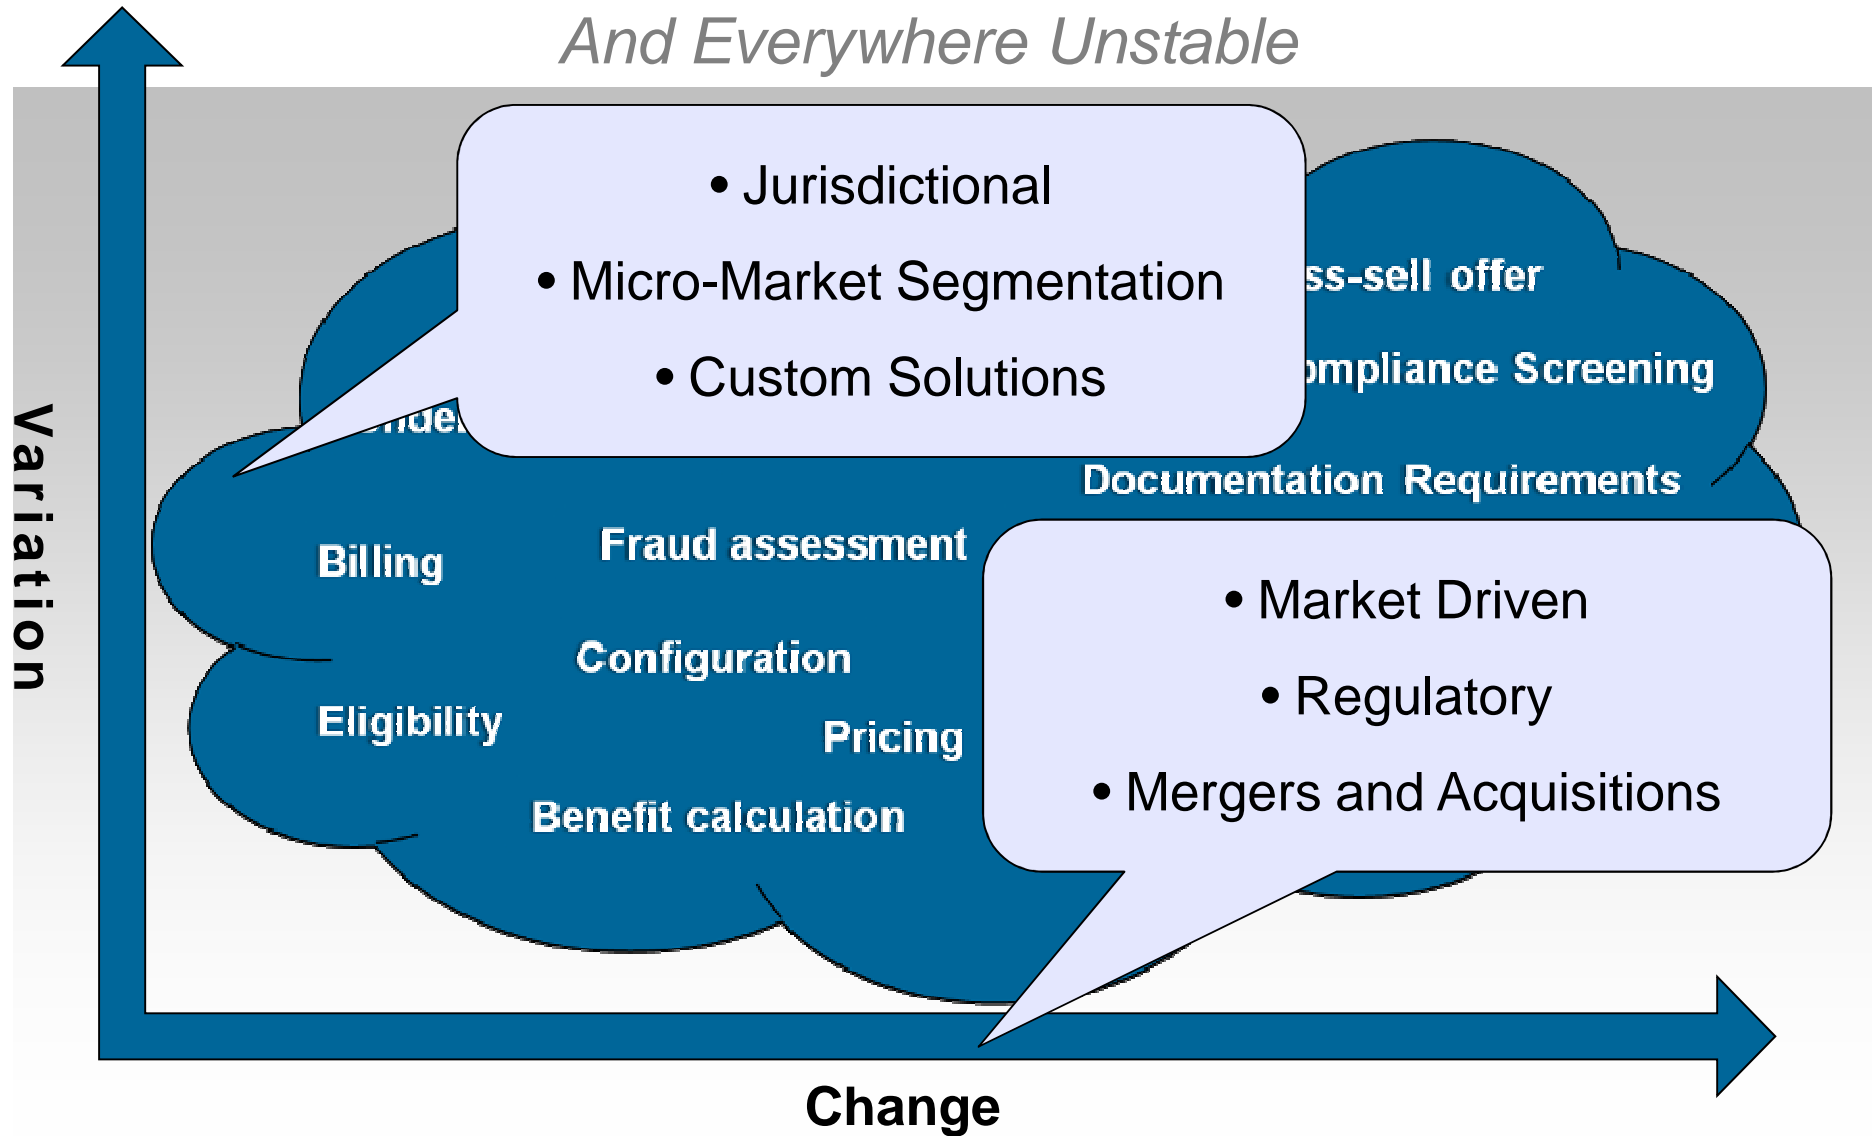 And Everywhere Unstable
• Jurisdictional
• Micro-Market Segmentation
• Custom Solutions
ss-sell offer
ompliance Screening
Documentation Requirements
Fraud assessment
Billing
Configuration
Eligibility
Pricing
Benefit calculation
• Market Driven
• Regulatory
• Mergers and Acquisitions
Variation
Change